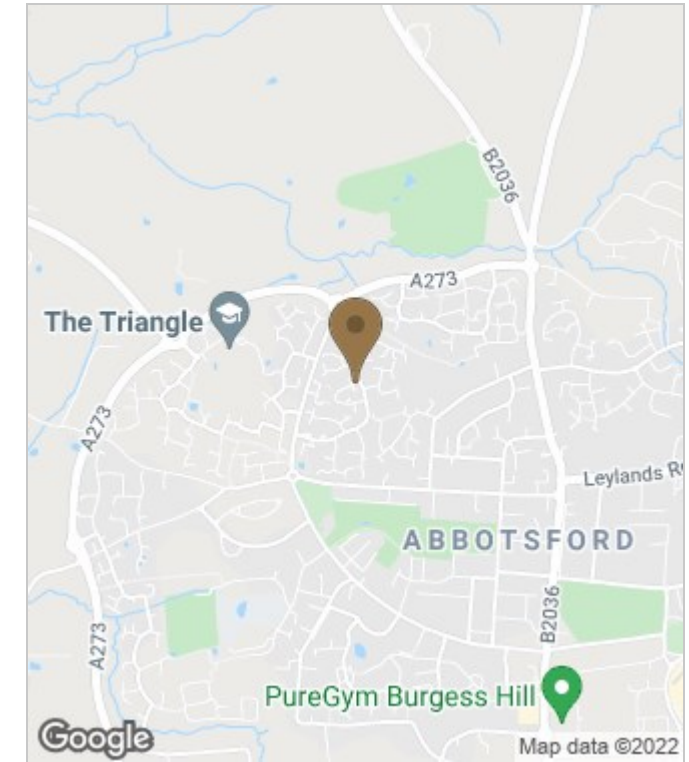 B2036
A273
The Triangle
A273
Leylands R
ABBOTSFORD
B2036
A273
PureGym Burgess Hill
Google
Map data ©2022